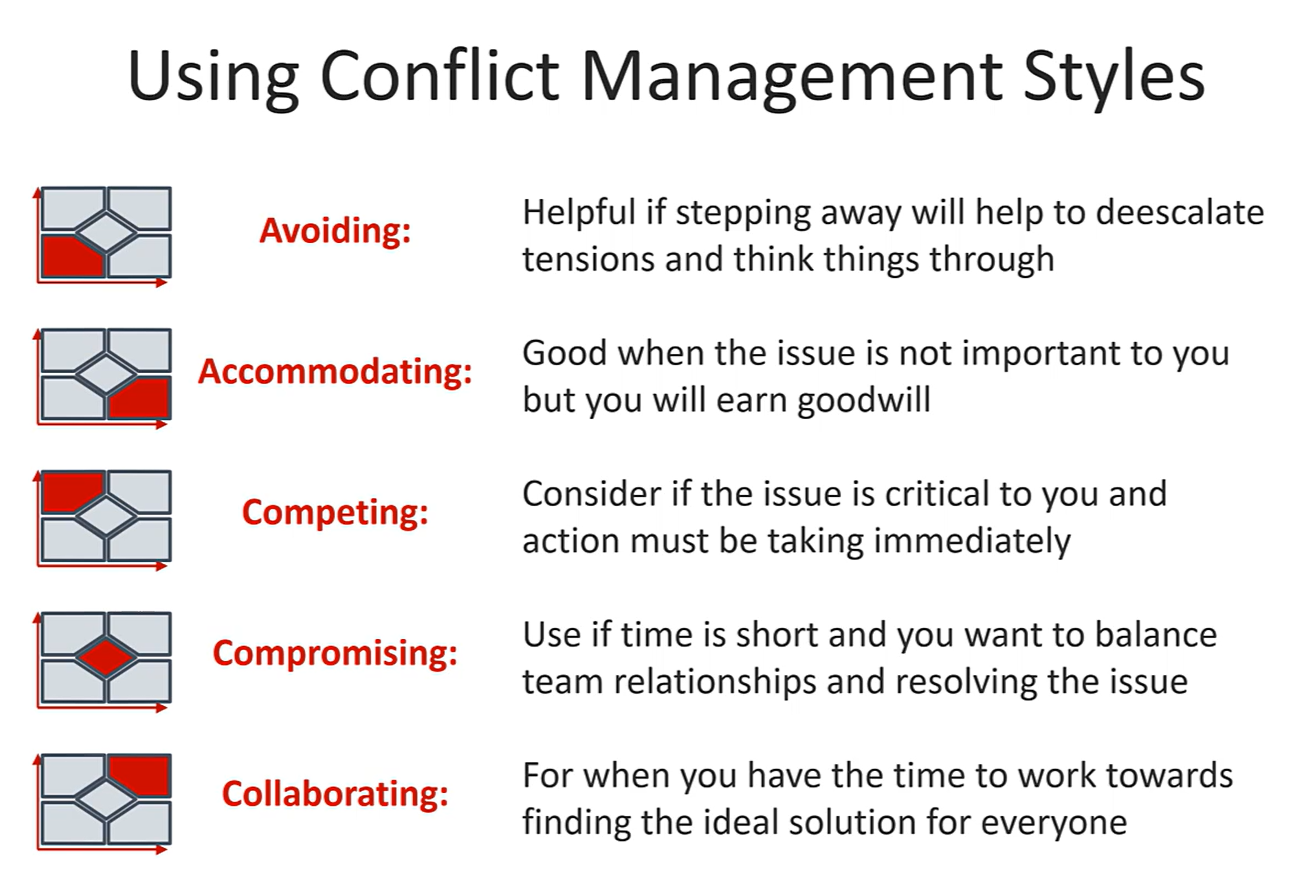 Using Conflict Management Styles
Avoiding:
Helpful if stepping away will help to deescalate
tensions and think things through
Accommodating:
Good when the issue is not important to you
but you will earn goodwill
Competing:
Consider if the issue is critical to you and
action must be taking immediately
Compromising:
Use if time is short and you want to balance
team relationships and resolving the issue
Collaborating:
For when you have the time to work towards
finding the ideal solution for everyone